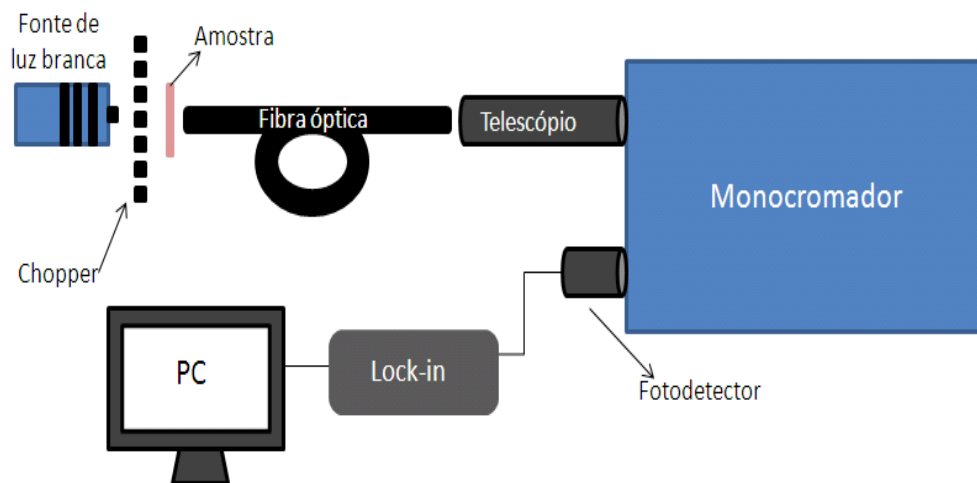 Fonte de
luz branca
Amostra
Fibra óptica
Telescópio
Monocromador
Chopper
PC
Lock-in
Fotodetector